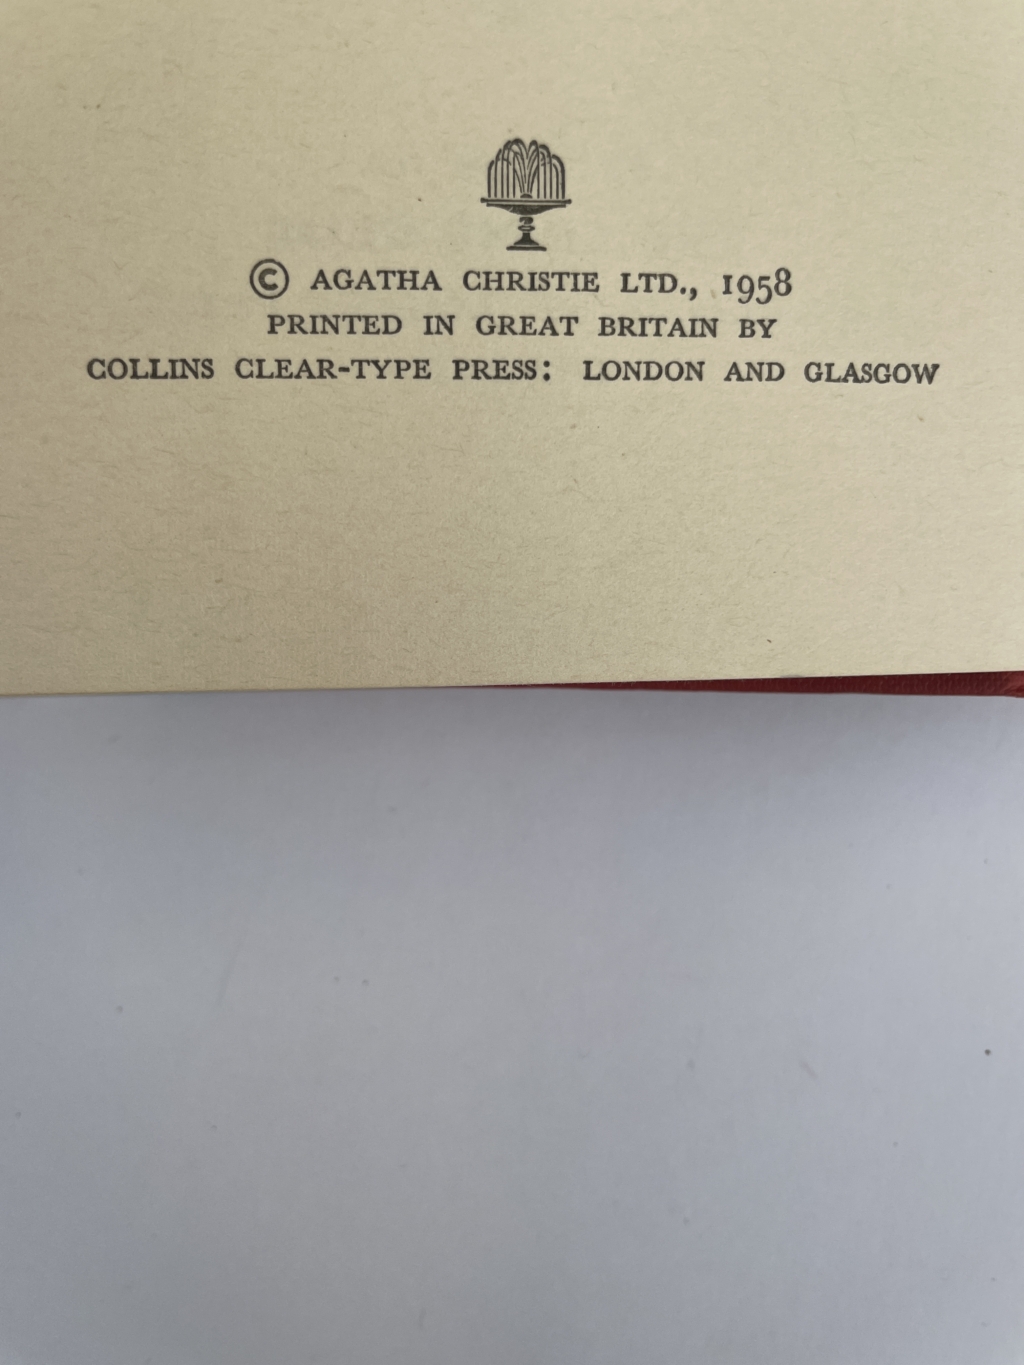 © AGATHA CHRISTIE LTD., 1958
PRINTED IN GREAT BRITAIN BY
COLLINS CLEAR-TYPE PRESS: LONDON AND GLASGOW